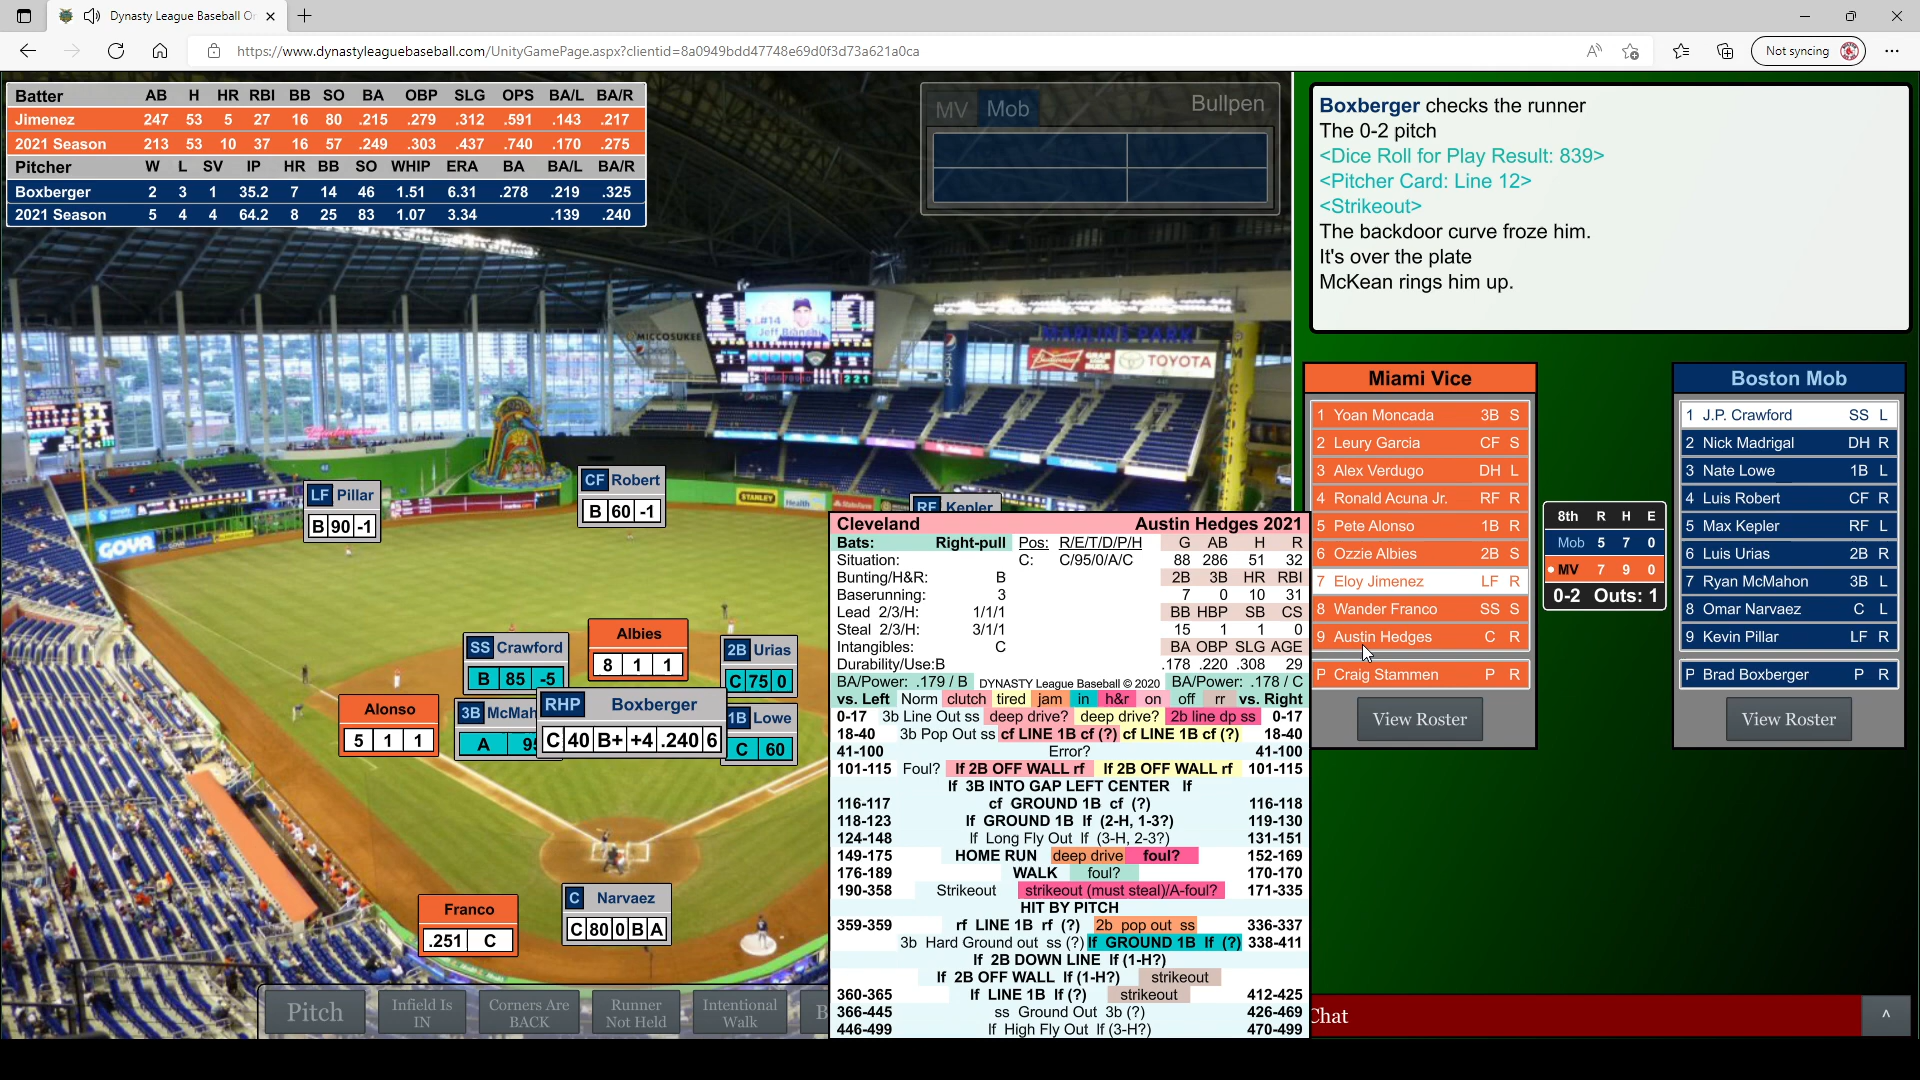 Dynasty League Baseball O
https://www.dynastyleaguebaseball.com/UnityGamePage.aspx?clientid=8a0949bdd47748e69d0f3d73a621a0ca
Not syncing
Batter AB H HR RBI BB SO BA OBP SLG OPS BA/L BA/R
Jimenez 247 53 5 27 16 80 .215 .279 .312 .591 .143 .217
2021 Season 213 53 10 37 16 57 .249 .303 .437 .740 .170 .275
Pitcher W L SV IP HR BB SO WHIP ERA BA BA/L BA/R
Boxberger 2 3 1 35.2 7 14 46 1.51 6.31 .278 .219 .325
2021 Season 5 4 4 64.2 8 25 83 1.07 3.34 .139 .240
MV Mob Bullpen
Boxberger checks the runner
The 0-2 pitch
<Dice Roll for Play Result: 839>
<Pitcher Card: Line 12>
<Strikeout>
The backdoor curve froze him.
It's over the plate
McKean rings him up.
#14
Jeff Bianchi
MICCOSUKEE
MARLINS PARK
Budweiser
TOYOTA
pepsi
STANLEY
Health
GOYA
LF Pillar
B 90 -1
CF Robert
B 60 -1
RF Kepler
SS Crawford
B 85 -5
Albies
8 1 1
2B Urias
C 75 0
Alonso
5 1 1
3B McMah
A 95
RHP Boxberger
C 40 B+ +4 .240 6
1B Lowe
C 60
Franco
.251 C
C Narvaez
C 80 0 B A
Pitch
Infield Is IN
Corners Are BACK
Runner Not Held
Intentional Walk
B
Cleveland Austin Hedges 2021
Bats: Right-pull Pos: R/E/T/D/P/H G AB H R
Situation: C: C/95/0/A/C 88 286 51 32
Bunting/H&R: B 2B 3B HR RBI
Baserunning: 3 7 0 10 31
Lead 2/3/H: 1/1/1 BB HBP SB CS
Steal 2/3/H: 3/1/1 15 1 1 0
Intangibles: C BA OBP SLG AGE
Durability/Use:B .178 .220 .308 29
BA/Power: .179 / B DYNASTY League Baseball © 2020 BA/Power: .178 / C
vs. Left Norm clutch tired jam in h&r on off rr vs. Right
0-17 3b Line Out ss deep drive? deep drive? 2b line dp ss 0-17
18-40 3b Pop Out ss cf LINE 1B cf (?) cf LINE 1B cf (?) 18-40
41-100 Error? 41-100
101-115 Foul? lf 2B OFF WALL rf lf 2B OFF WALL rf 101-115
lf 3B INTO GAP LEFT CENTER lf
116-117 cf GROUND 1B cf (?) 116-118
118-123 lf GROUND 1B lf (2-H, 1-3?) 119-130
124-148 lf Long Fly Out lf (3-H, 2-3?) 131-151
149-175 HOME RUN deep drive foul? 152-169
176-189 WALK foul? 170-170
190-358 Strikeout strikeout (must steal)/A-foul? 171-335
HIT BY PITCH
359-359 rf LINE 1B rf (?) 2b pop out ss 336-337
3b Hard Ground out ss (?) lf GROUND 1B lf (?) 338-411
lf 2B DOWN LINE lf (1-H?)
lf 2B OFF WALL lf (1-H?) strikeout
360-365 lf LINE 1B lf (?) strikeout 412-425
366-445 ss Ground Out 3b (?) 426-469
446-499 lf High Fly Out lf (3-H?) 470-499
Miami Vice
1 Yoan Moncada 3B S
2 Leury Garcia CF S
3 Alex Verdugo DH L
4 Ronald Acuna Jr. RF R
5 Pete Alonso 1B R
6 Ozzie Albies 2B S
7 Eloy Jimenez LF R
8 Wander Franco SS S
9 Austin Hedges C R
P Craig Stammen P R
View Roster
8th R H E
Mob 5 7 0
MV 7 9 0
0-2 Outs: 1
Boston Mob
1 J.P. Crawford SS L
2 Nick Madrigal DH R
3 Nate Lowe 1B L
4 Luis Robert CF R
5 Max Kepler RF L
6 Luis Urias 2B R
7 Ryan McMahon 3B L
8 Omar Narvaez C L
9 Kevin Pillar LF R
P Brad Boxberger P R
View Roster
Chat
^